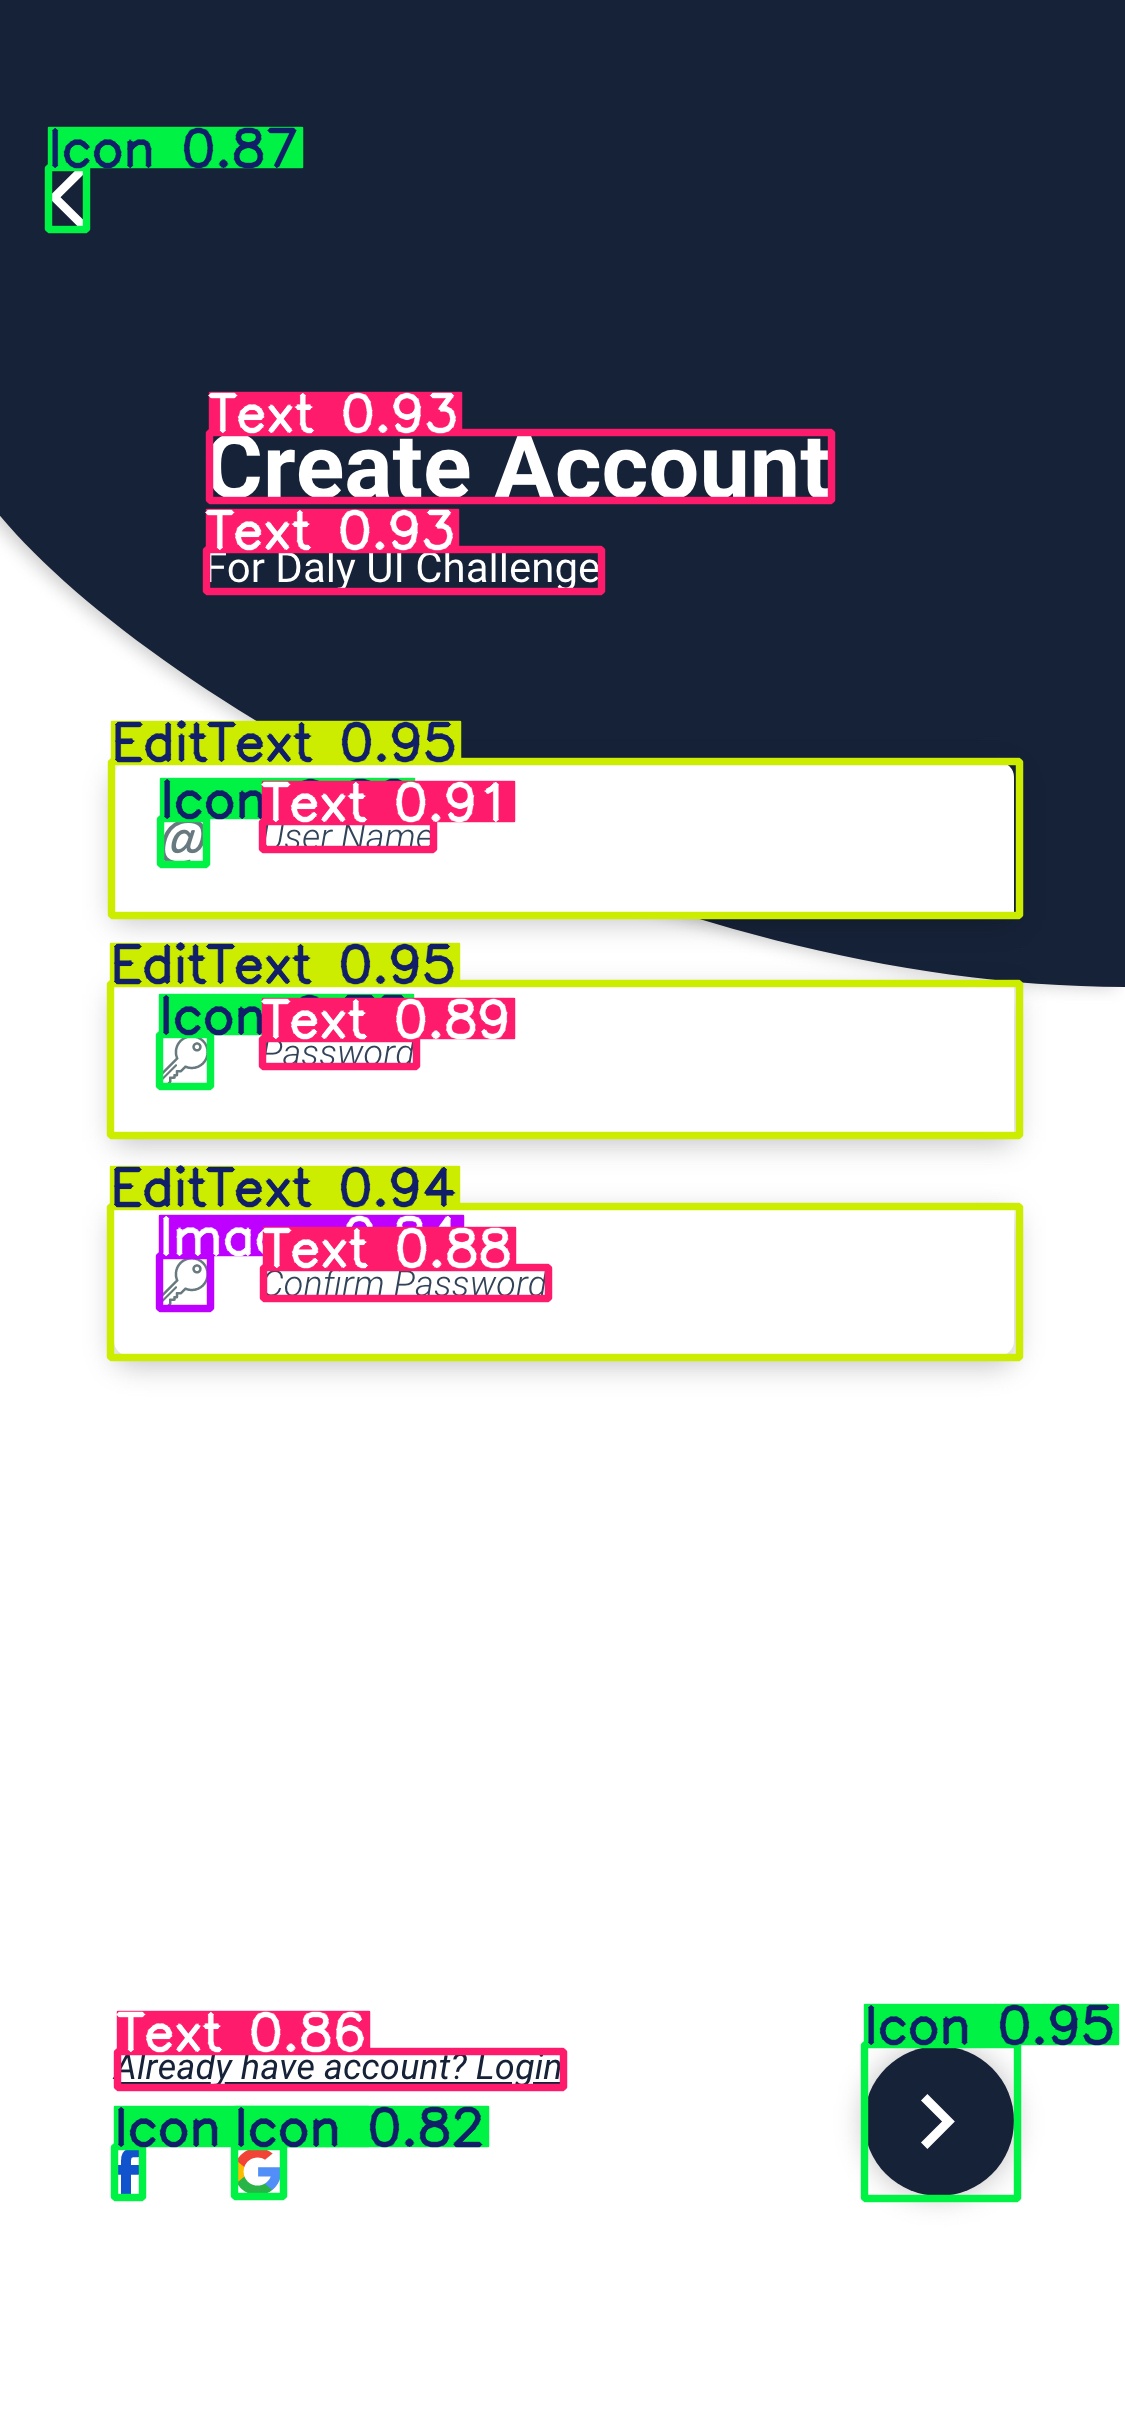 Icon 0.87
Text 0.93
Create Account
Text 0.93
For Daly UI Challenge
EditText 0.95
Icon Text 0.91
@ User Name
EditText 0.95
Icon Text 0.89
Password
EditText 0.94
Text 0.88
Confirm Password
Text 0.86
Icon 0.95
Already have account? Login
Icon Icon 0.82
f G